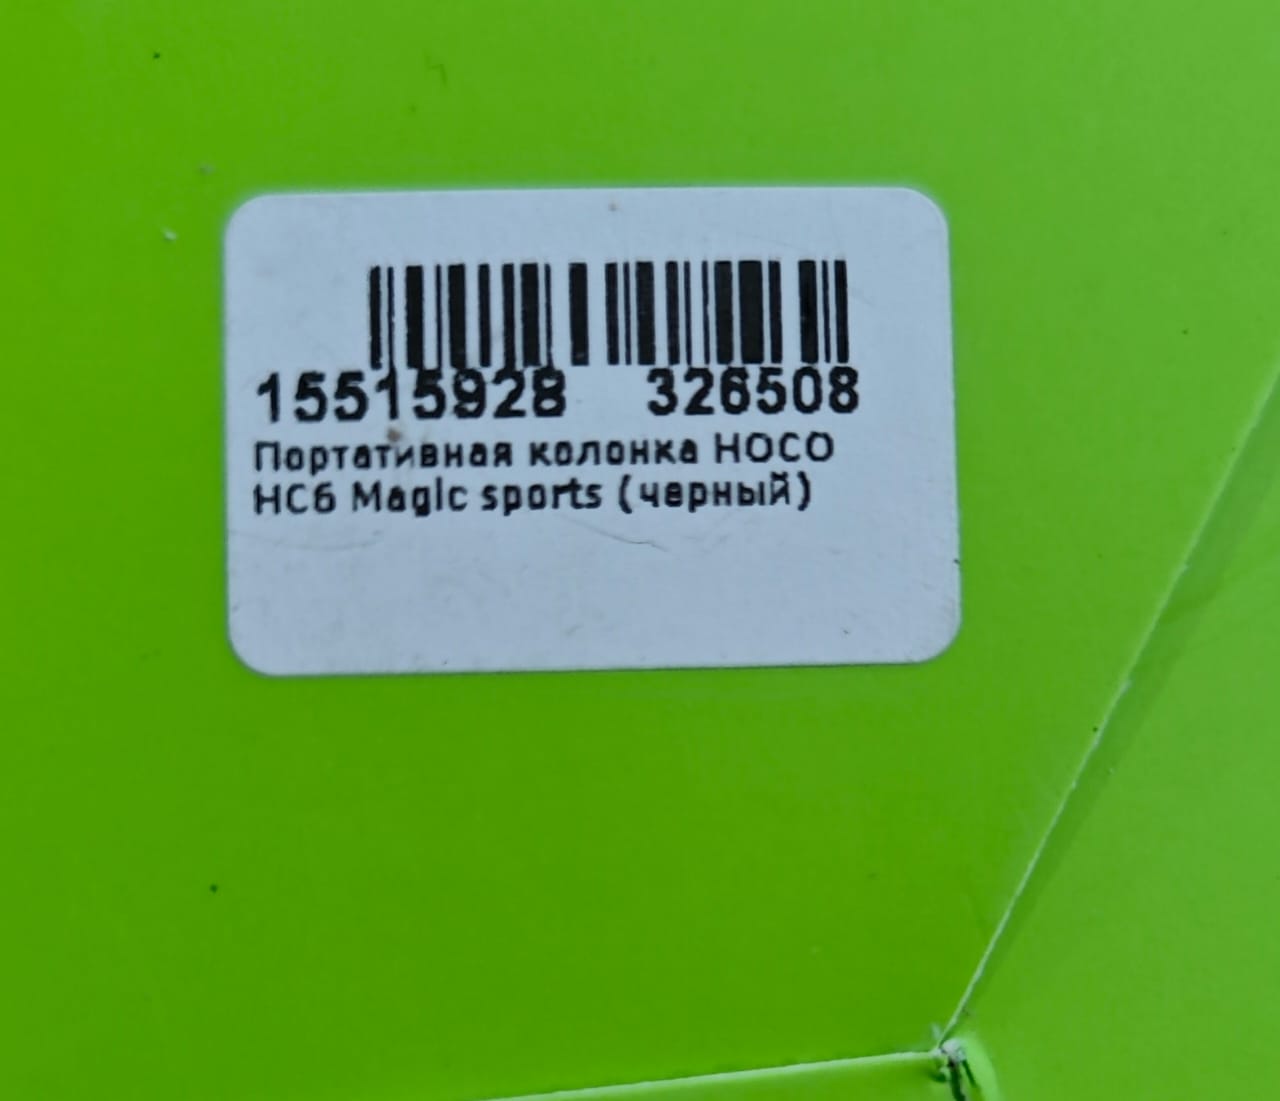 15515928 326508
Портативная колонка HOCO
HC6 Magic sports (черный)